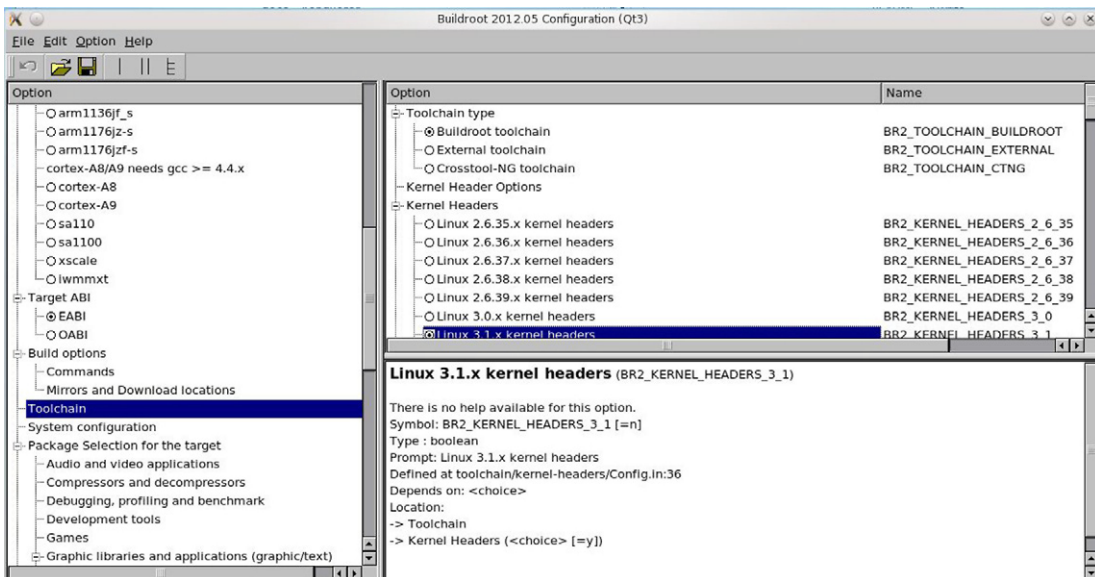 Buildroot 2012.05 Configuration (Qt3)
File Edit Option Help
Option
arm1136jf_s
arm1176jz-s
arm1176jzf-s
cortex-A8/A9 needs gcc >= 4.4.x
cortex-A8
cortex-A9
sa110
sa1100
xscale
iwmmxt
Target ABI
EABI
OABI
Build options
Commands
Mirrors and Download locations
Toolchain
System configuration
Package Selection for the target
Audio and video applications
Compressors and decompressors
Debugging, profiling and benchmark
Development tools
Games
Graphic libraries and applications (graphic/text)
Option Name
Toolchain type
Buildroot toolchain BR2_TOOLCHAIN_BUILDROOT
External toolchain BR2_TOOLCHAIN_EXTERNAL
Crosstool-NG toolchain BR2_TOOLCHAIN_CTNG
Kernel Header Options
Kernel Headers
Linux 2.6.35.x kernel headers BR2_KERNEL_HEADERS_2_6_35
Linux 2.6.36.x kernel headers BR2_KERNEL_HEADERS_2_6_36
Linux 2.6.37.x kernel headers BR2_KERNEL_HEADERS_2_6_37
Linux 2.6.38.x kernel headers BR2_KERNEL_HEADERS_2_6_38
Linux 2.6.39.x kernel headers BR2_KERNEL_HEADERS_2_6_39
Linux 3.0.x kernel headers BR2_KERNEL_HEADERS_3_0
Linux 3.1.x kernel headers BR2_KERNEL_HEADERS_3_1
Linux 3.1.x kernel headers (BR2_KERNEL_HEADERS_3_1)
There is no help available for this option.
Symbol: BR2_KERNEL_HEADERS_3_1 [=n]
Type : boolean
Prompt: Linux 3.1.x kernel headers
Defined at toolchain/kernel-headers/Config.in:36
Depends on: <choice>
Location:
-> Toolchain
-> Kernel Headers (<choice> [=y])